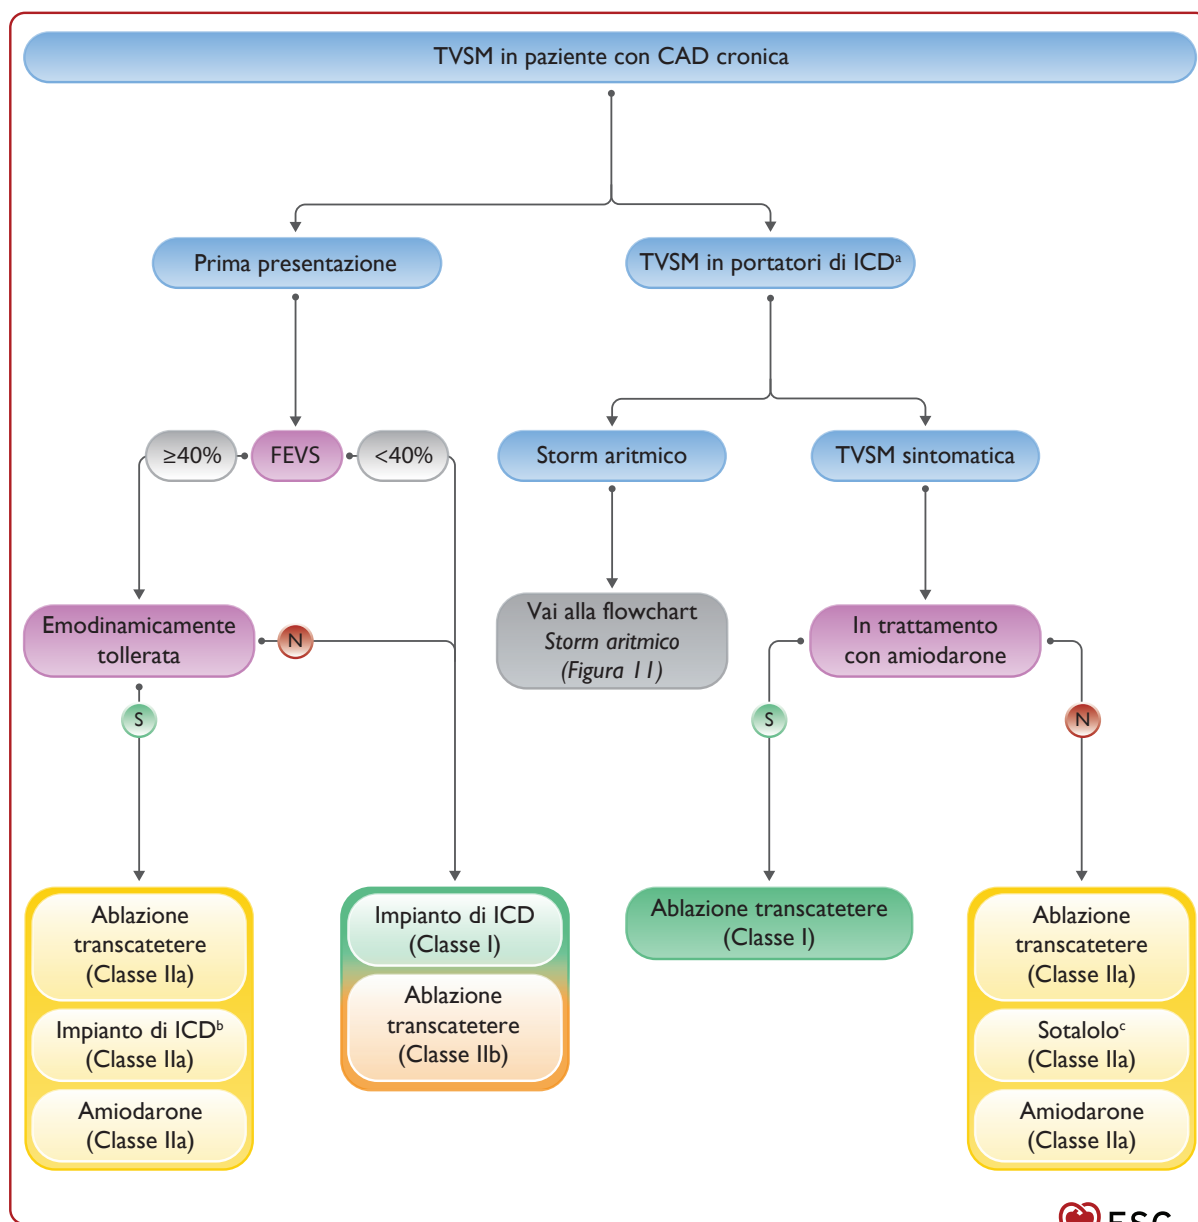 TVSM in paziente con CAD cronica
Prima presentazione
TVSM in portatori di ICDᵃ
≥40%
FEVS
<40%
Storm aritmico
TVSM sintomatica
Emodinamicamente
tollerata
N
Vai alla flowchart
Storm aritmico
(Figura 11)
In trattamento
con amiodarone
S
S
N
Ablazione
transcatetere
(Classe IIa)
Impianto di ICDᵇ
(Classe IIa)
Amiodarone
(Classe IIa)
Impianto di ICD
(Classe I)
Ablazione
transcatetere
(Classe IIb)
Ablazione transcatetere
(Classe I)
Ablazione
transcatetere
(Classe IIa)
Sotaloloᶜ
(Classe IIa)
Amiodarone
(Classe IIa)
ESC